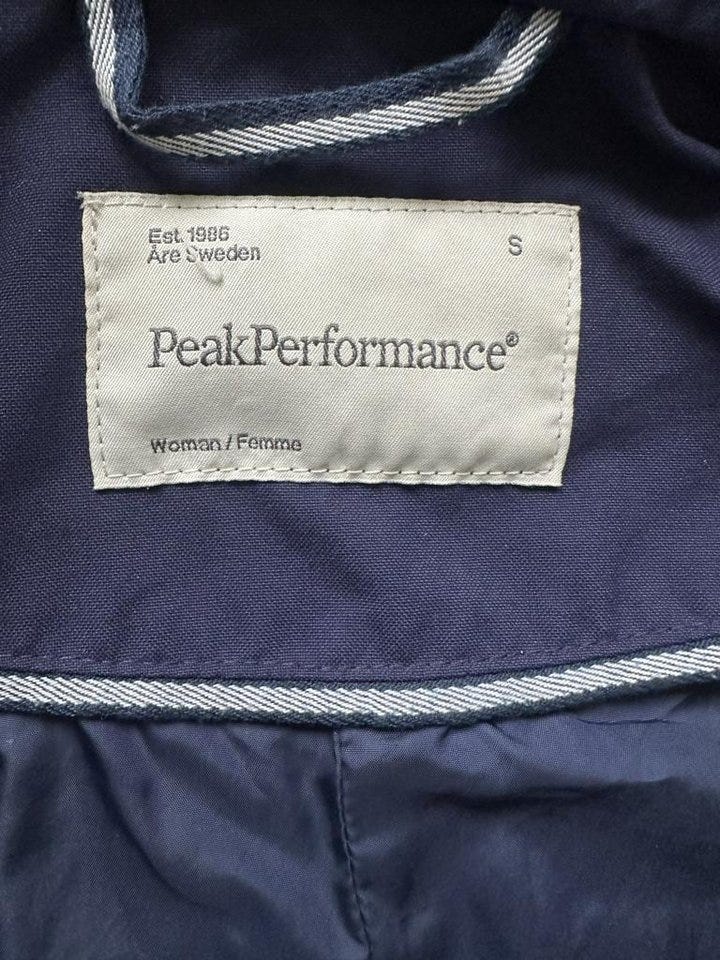 Est. 1986
Åre Sweden
S
PeakPerformance®
Woman / Femme